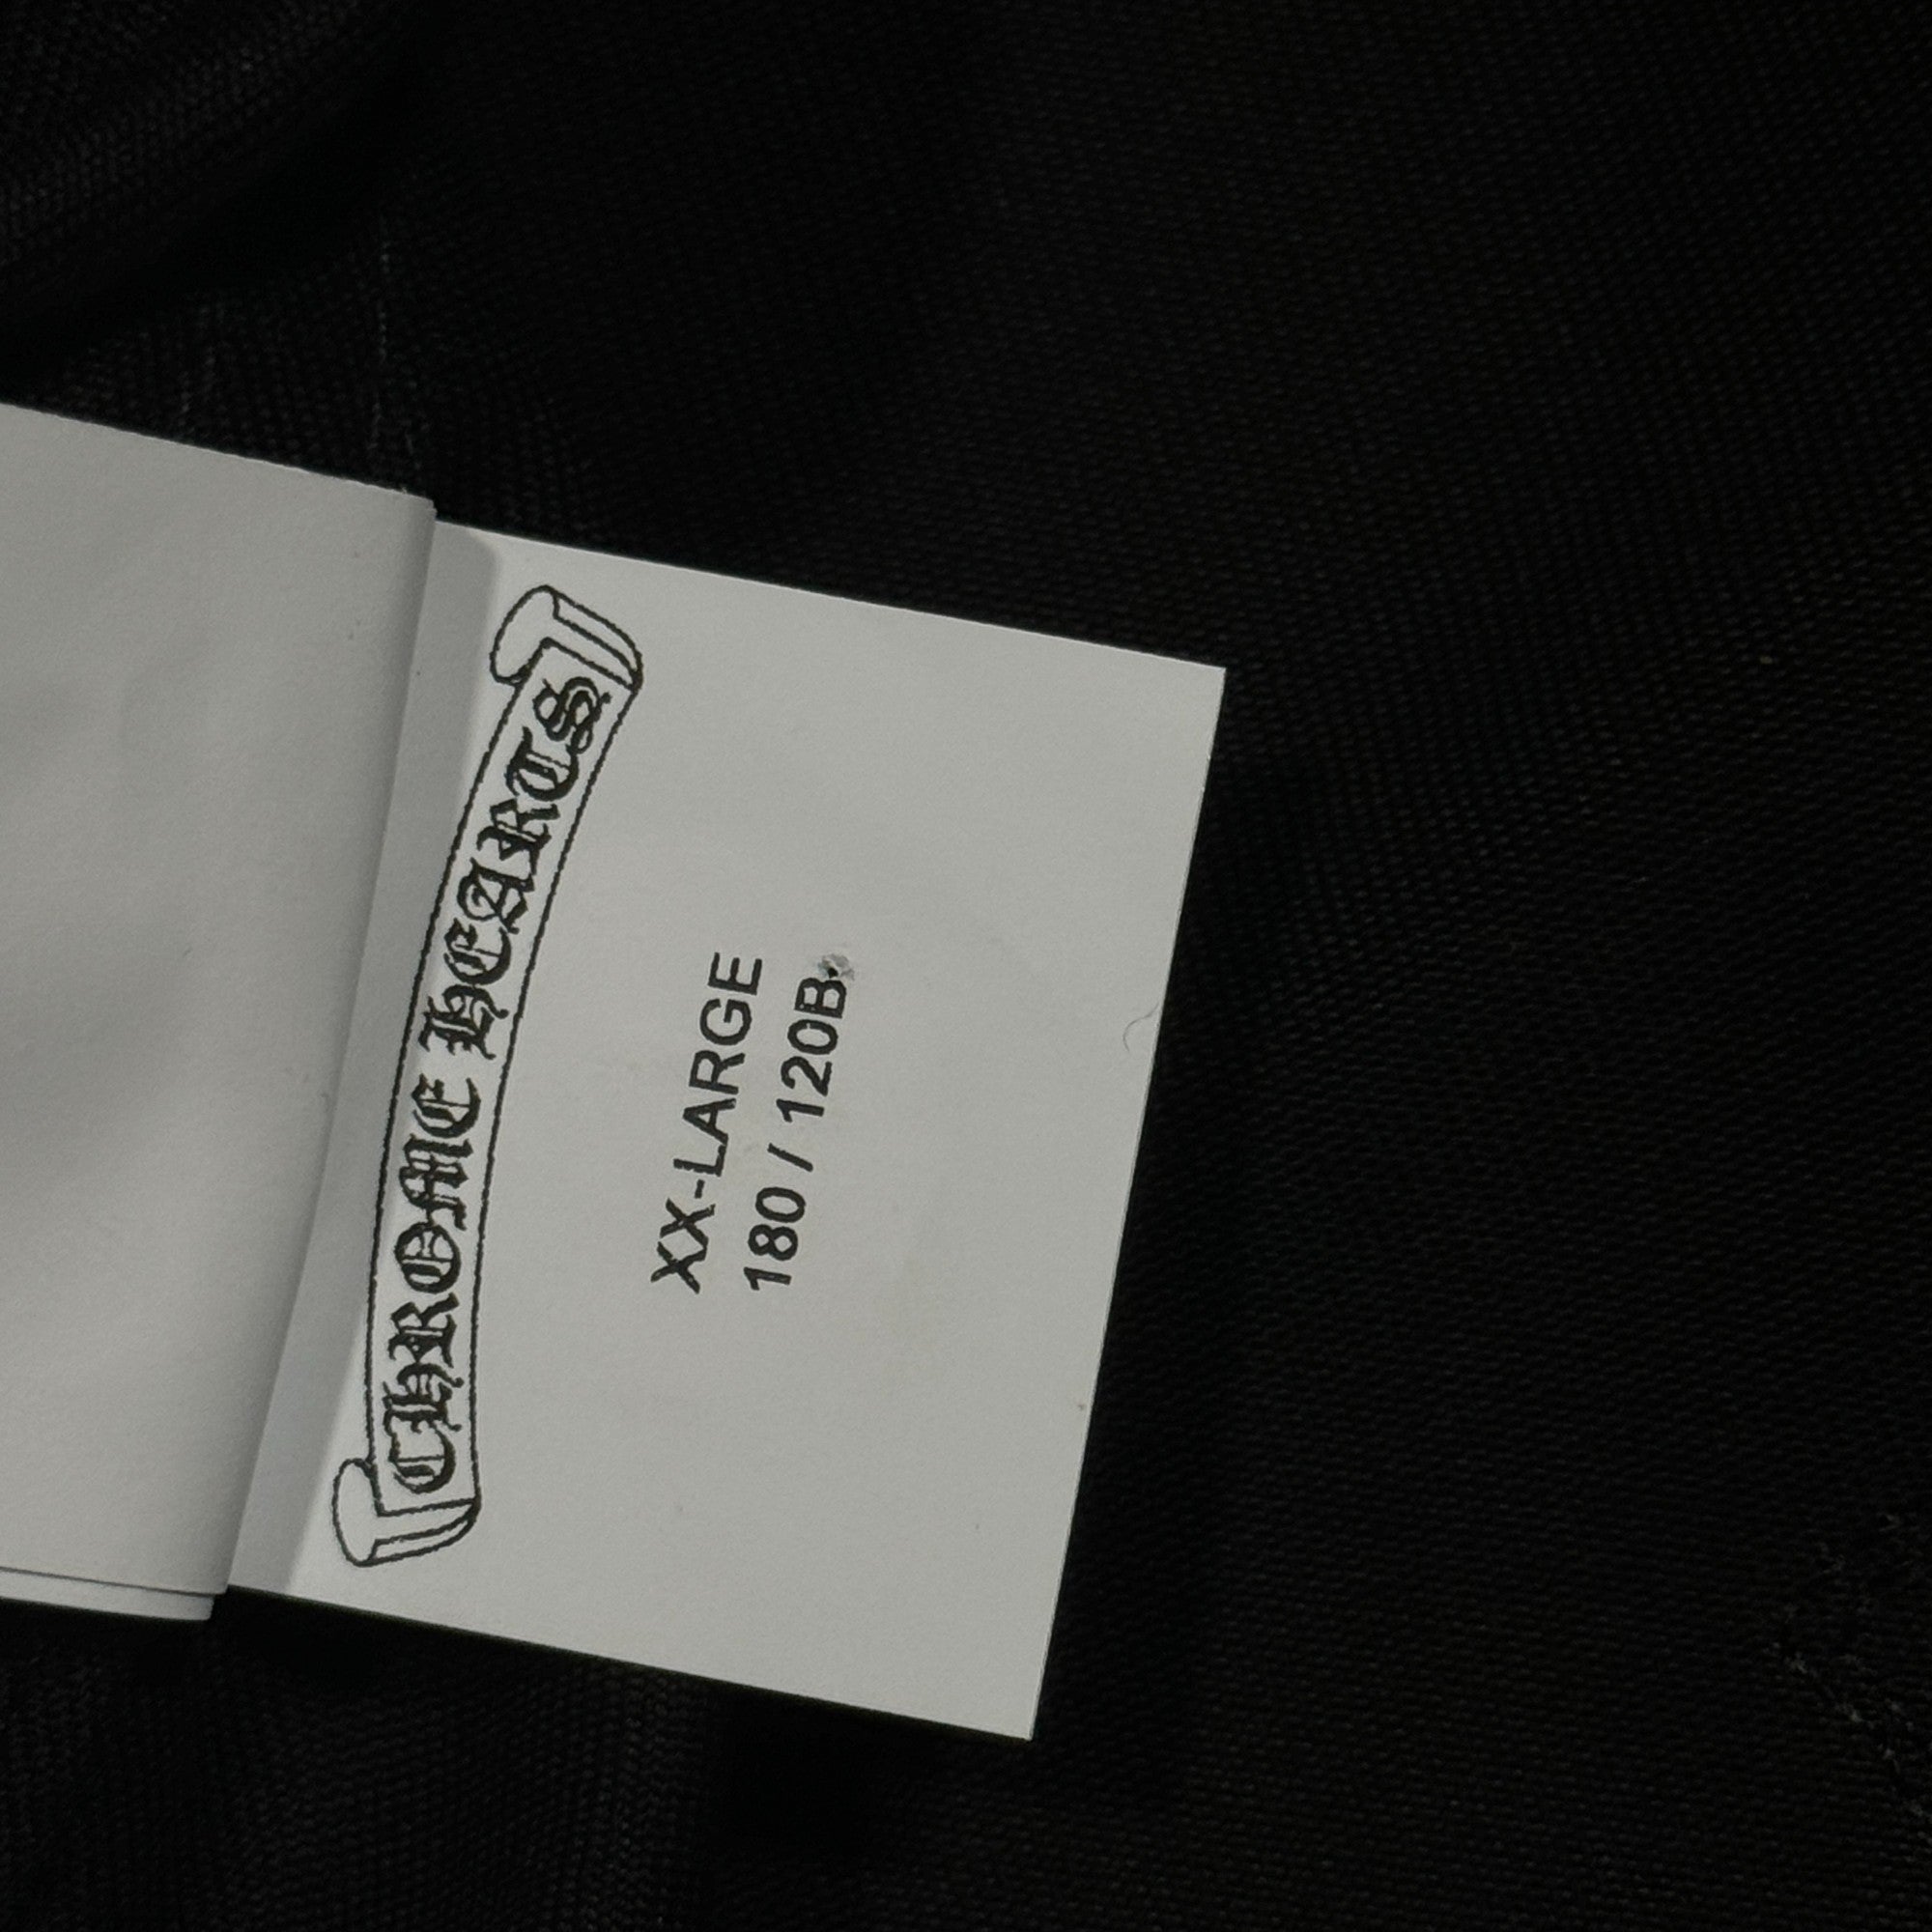 CHROME HEARTS
XX-LARGE
180 / 120B